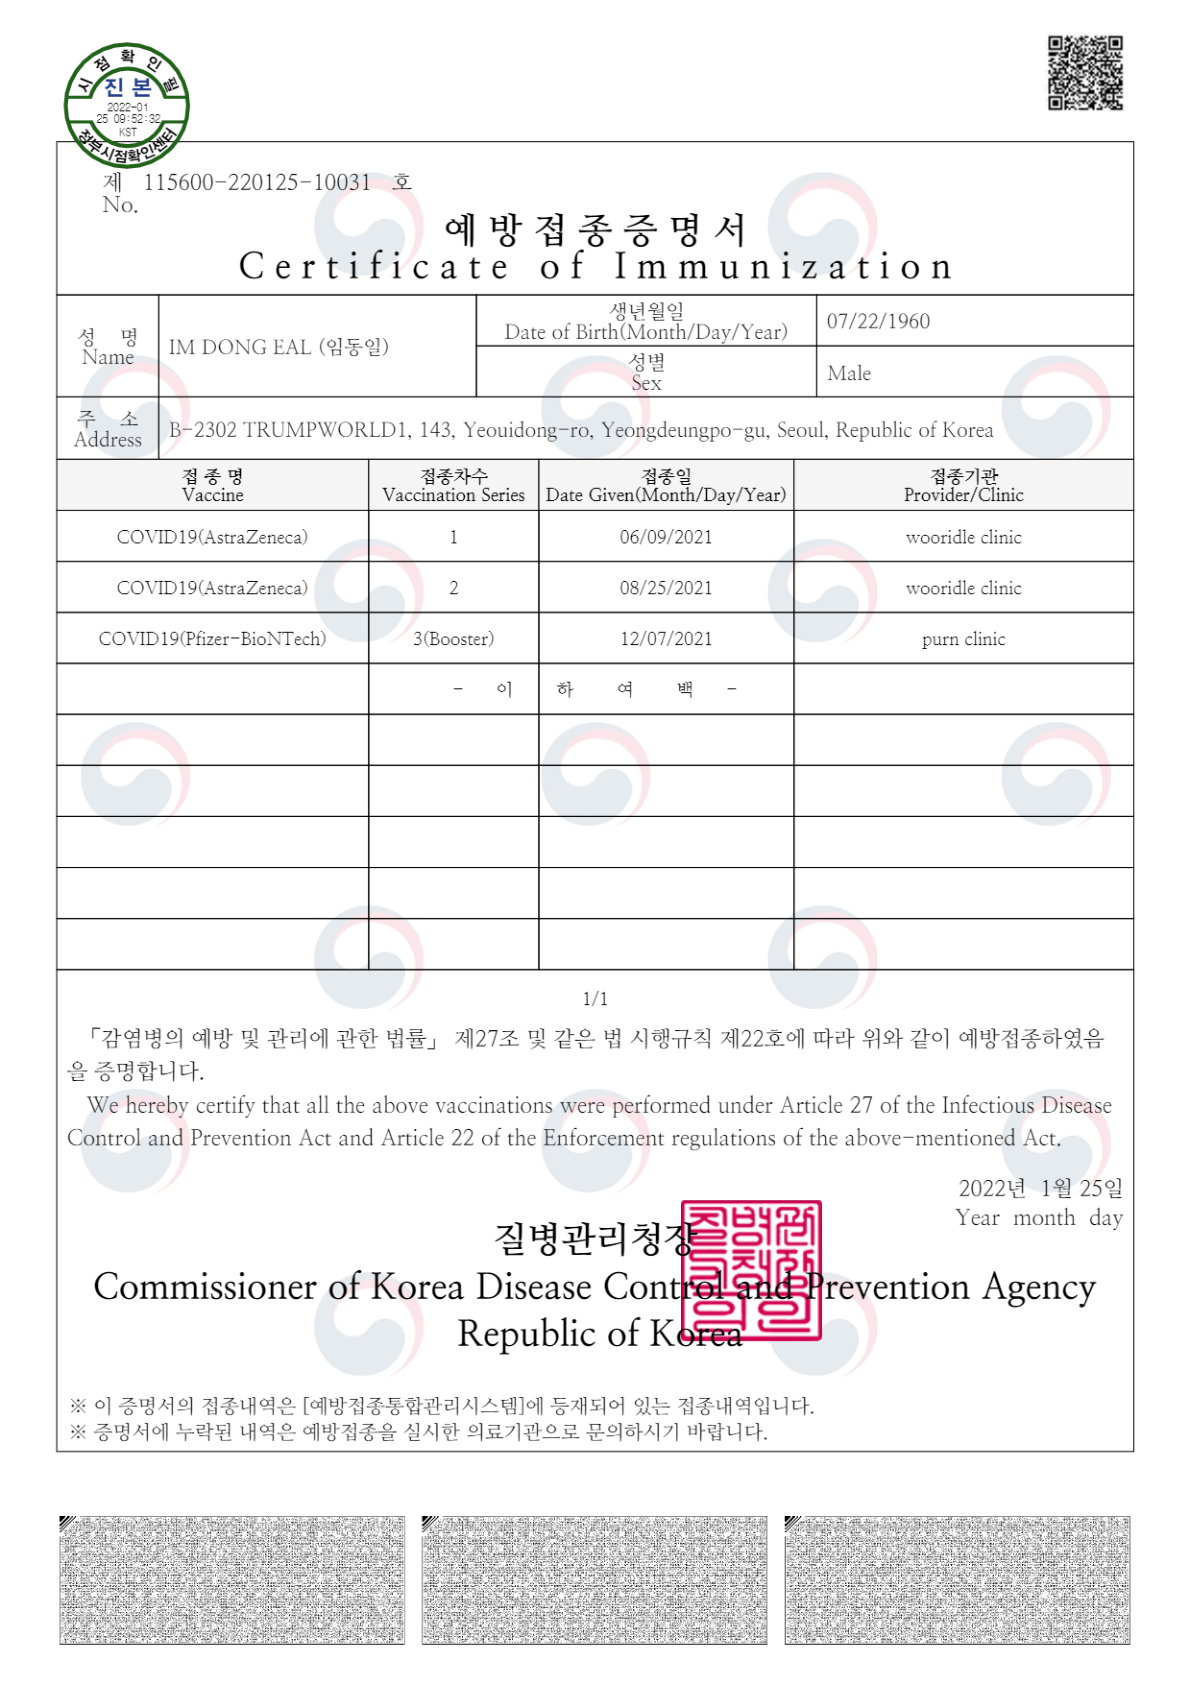 시점확인필
진본
2022-01
25 09:52:32
KST
정부시점확인센터
제 115600-220125-10031 호
No.
예방접종증명서
Certificate of Immunization
성 명
Name
IM DONG EAL (임동일)
생년월일
Date of Birth(Month/Day/Year)
07/22/1960
성별
Sex
Male
주 소
Address
B-2302 TRUMPWORLD1, 143, Yeouidong-ro, Yeongdeungpo-gu, Seoul, Republic of Korea
접 종 명 접종차수 접종일 접종기관
Vaccine Vaccination Series Date Given(Month/Day/Year) Provider/Clinic
COVID19(AstraZeneca) 1 06/09/2021 wooridle clinic
COVID19(AstraZeneca) 2 08/25/2021 wooridle clinic
COVID19(Pfizer-BioNTech) 3(Booster) 12/07/2021 purn clinic
- 이 하 여 백 -
1/1
「감염병의 예방 및 관리에 관한 법률」 제27조 및 같은 법 시행규칙 제22호에 따라 위와 같이 예방접종하였음
을 증명합니다.
We hereby certify that all the above vaccinations were performed under Article 27 of the Infectious Disease
Control and Prevention Act and Article 22 of the Enforcement regulations of the above-mentioned Act.
2022년 1월 25일
Year month day
질병관리청장
질병관리청장의인
Commissioner of Korea Disease Control and Prevention Agency
Republic of Korea
※ 이 증명서의 접종내역은 [예방접종통합관리시스템]에 등재되어 있는 접종내역입니다.
※ 증명서에 누락된 내역은 예방접종을 실시한 의료기관으로 문의하시기 바랍니다.